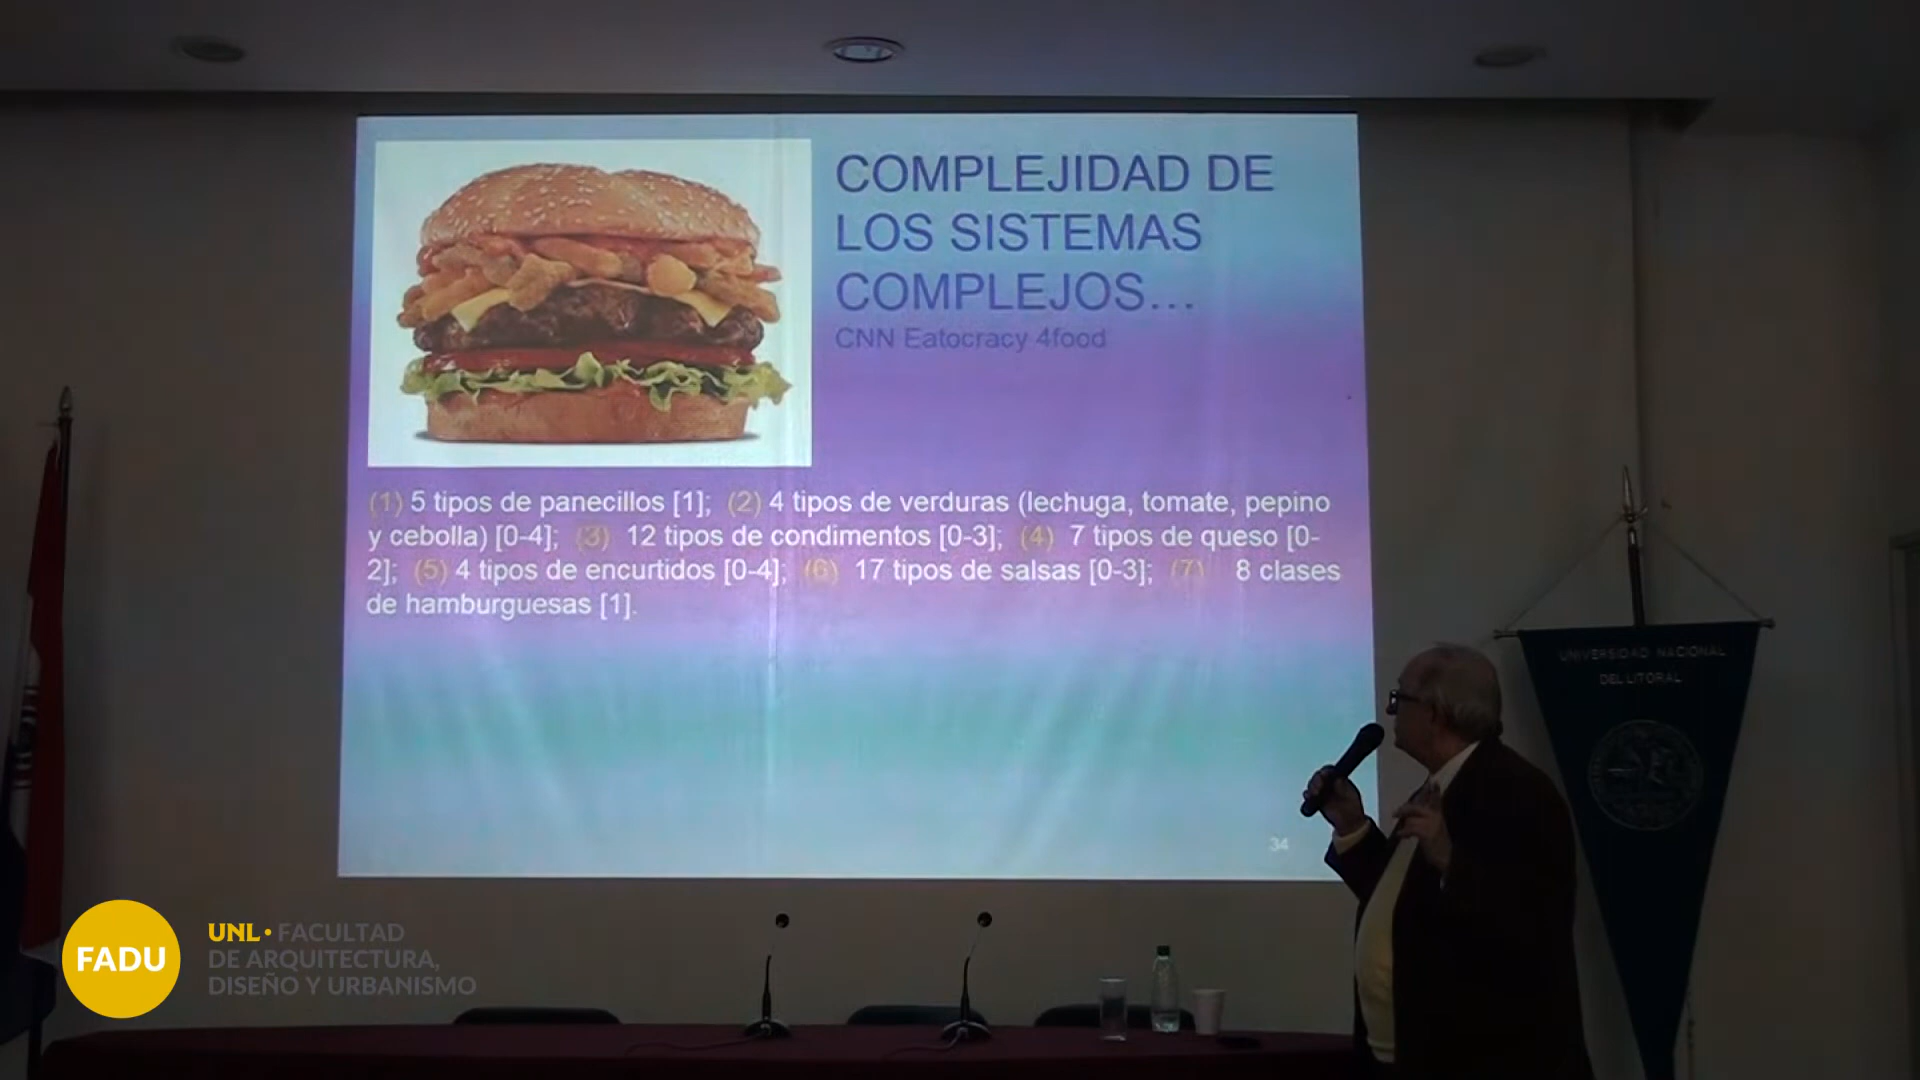 COMPLEJIDAD DE
LOS SISTEMAS
COMPLEJOS...
CNN Eatocracy 4food
(1) 5 tipos de panecillos [1]; (2) 4 tipos de verduras (lechuga, tomate, pepino
y cebolla) [0-4]; (3) 12 tipos de condimentos [0-3]; (4) 7 tipos de queso [0-
2]; (5) 4 tipos de encurtidos [0-4]; (6) 17 tipos de salsas [0-3]; (7) 8 clases
de hamburguesas [1].
34
UNIVERSIDAD NACIONAL
DEL LITORAL
FADU
UNL • FACULTAD
DE ARQUITECTURA,
DISEÑO Y URBANISMO